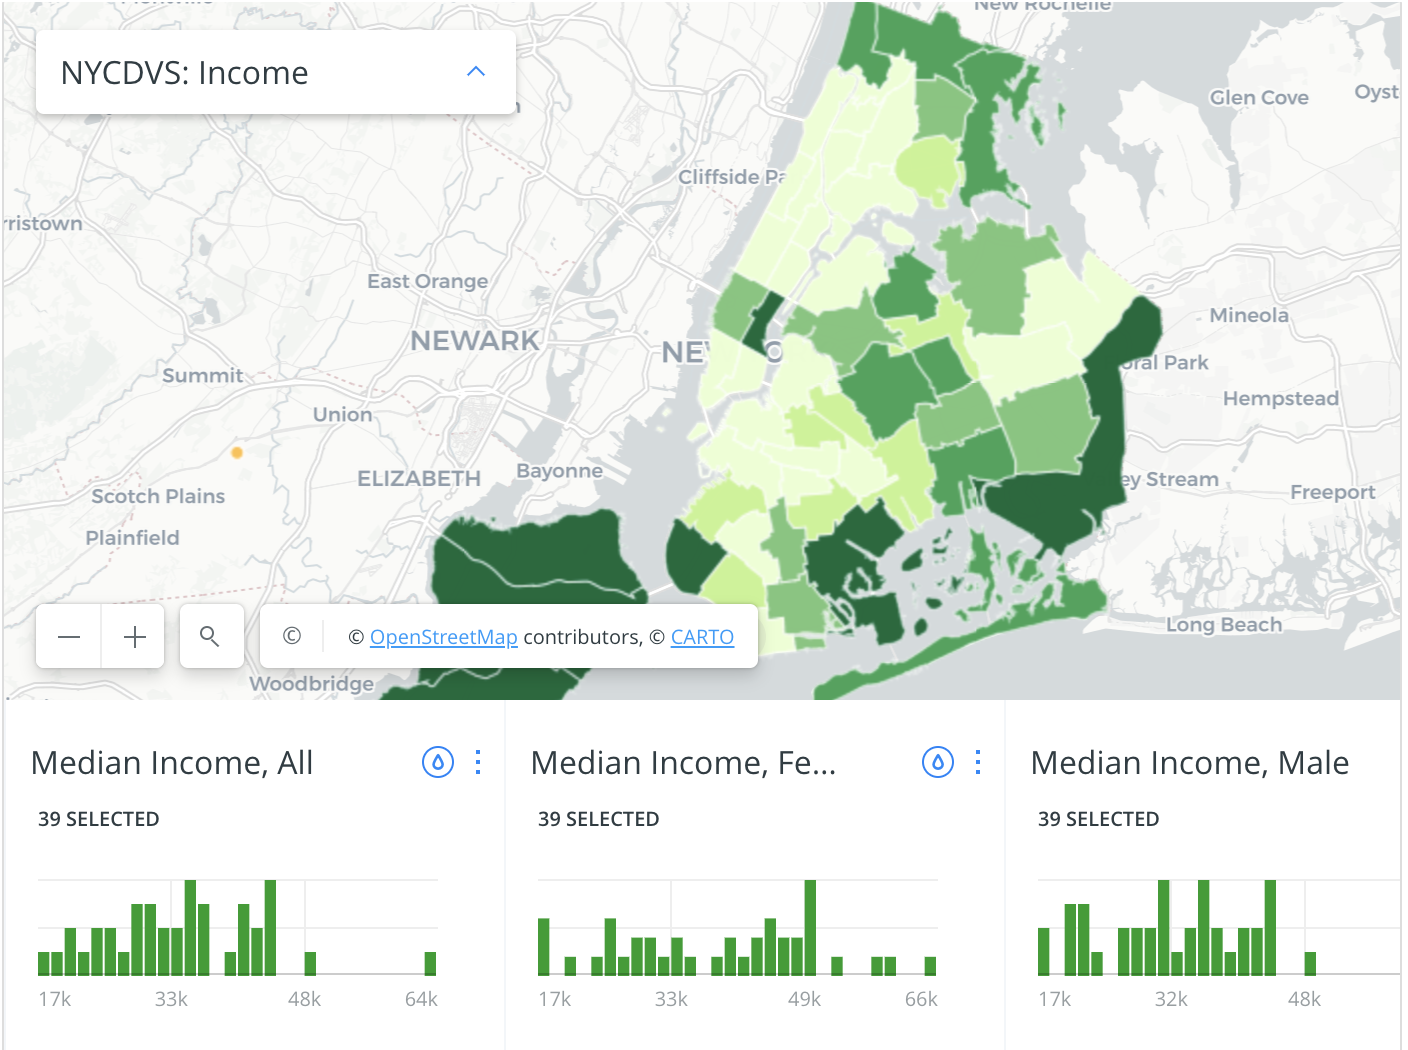 New Rochelle
NYCDVS: Income
Glen Cove
Oyst
Cliffside Pa
rristown
East Orange
Mineola
NEWARK
NE
Summit
oral Park
Hempstead
Union
ELIZABETH
Bayonne
ey Stream
Freeport
Scotch Plains
Plainfield
Long Beach
© © OpenStreetMap contributors, © CARTO
Woodbridge
Median Income, All
Median Income, Fe...
Median Income, Male
39 SELECTED
39 SELECTED
39 SELECTED
17k 33k 48k 64k
17k 33k 49k 66k
17k 32k 48k